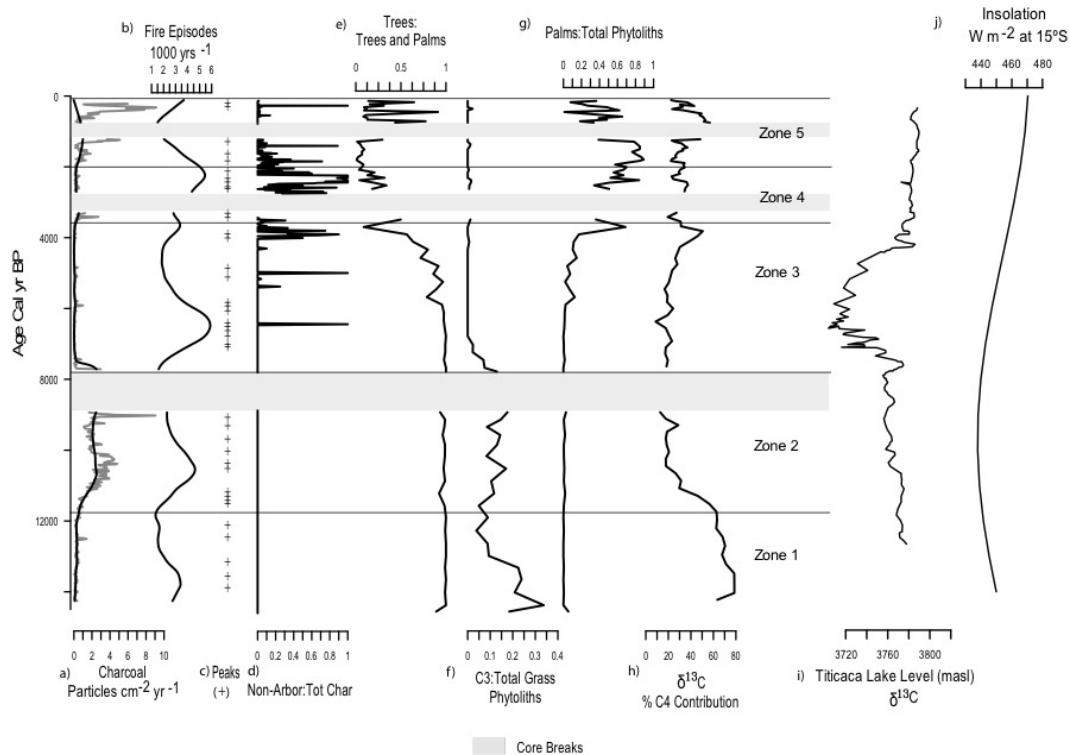 b) Fire Episodes
1000 yrs -1
1 2 3 4 5 6
e) Trees:
Trees and Palms
0 0.5 1
g) Palms:Total Phytoliths
0 0.2 0.4 0.6 0.8 1
j) Insolation
W m-2 at 15°S
440 460 480
Age Cal yr BP
0
4000
8000
12000
Zone 5
Zone 4
Zone 3
Zone 2
Zone 1
0 2 4 6 8 10
a) Charcoal
Particles cm-2 yr -1
c) Peaks
(+)
0 0.2 0.4 0.6 0.8 1
d) Non-Arbor:Tot Char
0 0.1 0.2 0.3 0.4
f) C3:Total Grass
Phytoliths
0 20 40 60 80
h) δ13C
% C4 Contribution
3720 3760 3800
i) Titicaca Lake Level (masl)
δ13C
Core Breaks